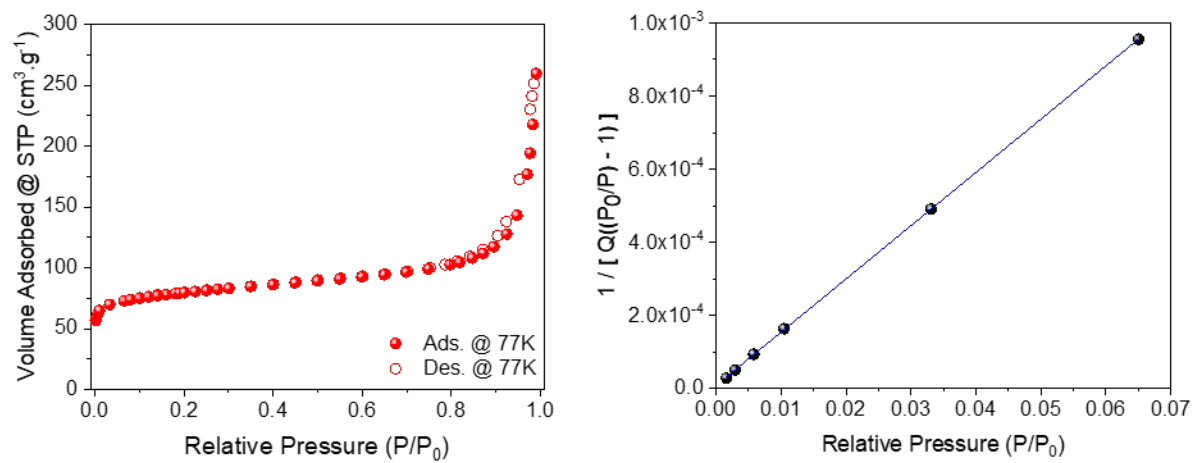 Volume Adsorbed @ STP (cm³.g⁻¹)
300
250
200
150
100
50
0
Ads. @ 77K
Des. @ 77K
0.0 0.2 0.4 0.6 0.8 1.0
Relative Pressure (P/P₀)
1 / [ Q((P₀/P) - 1) ]
1.0x10⁻³
8.0x10⁻⁴
6.0x10⁻⁴
4.0x10⁻⁴
2.0x10⁻⁴
0.0
0.00 0.01 0.02 0.03 0.04 0.05 0.06 0.07
Relative Pressure (P/P₀)